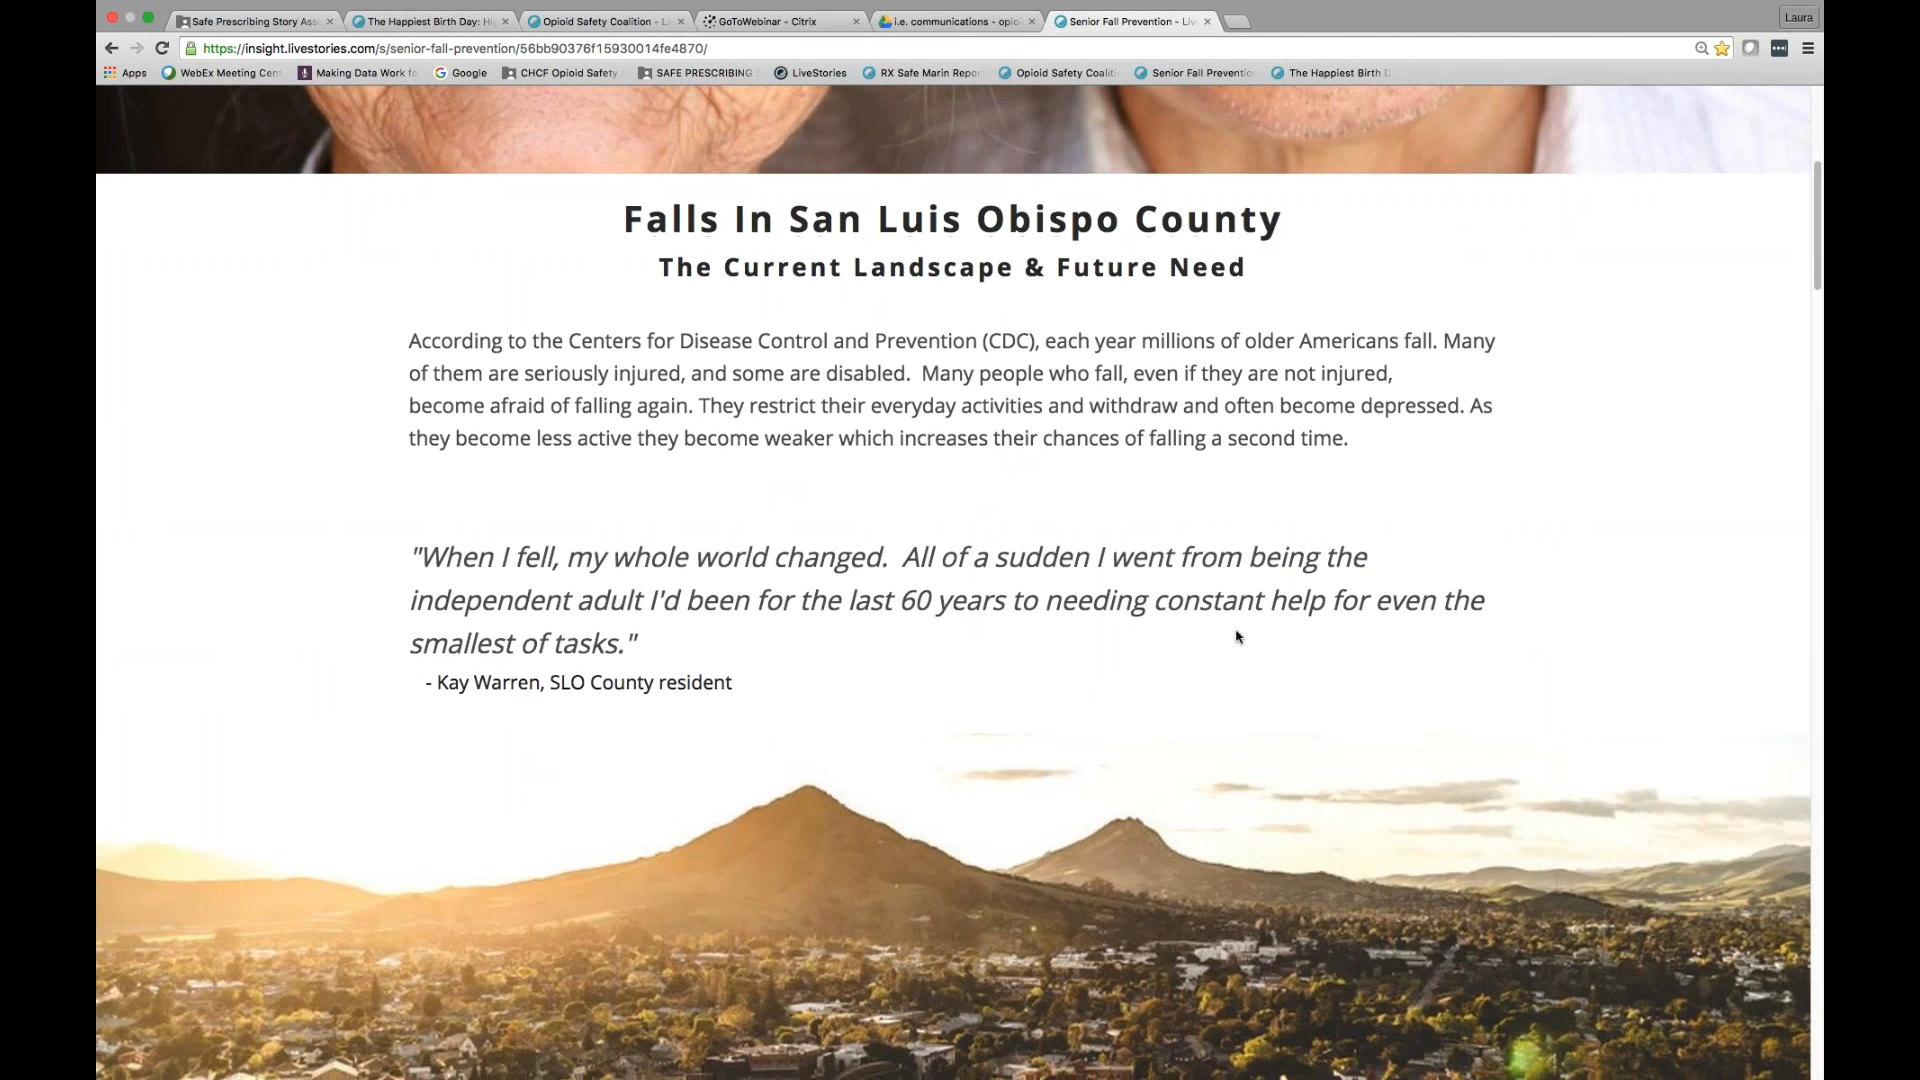 Safe Prescribing Story Ass
The Happiest Birth Day: Hi
Opioid Safety Coalition - Li
GoToWebinar - Citrix
i.e. communications - opio
Senior Fall Prevention - Liv
Laura
https://insight.livestories.com/s/senior-fall-prevention/56bb90376f15930014fe4870/
Apps
WebEx Meeting Cent
Making Data Work fo
Google
CHCF Opioid Safety
SAFE PRESCRIBING
LiveStories
RX Safe Marin Repor
Opioid Safety Coaliti
Senior Fall Preventio
The Happiest Birth D
Falls In San Luis Obispo County
The Current Landscape & Future Need
According to the Centers for Disease Control and Prevention (CDC), each year millions of older Americans fall. Many
of them are seriously injured, and some are disabled.  Many people who fall, even if they are not injured,
become afraid of falling again. They restrict their everyday activities and withdraw and often become depressed. As
they become less active they become weaker which increases their chances of falling a second time.
"When I fell, my whole world changed.  All of a sudden I went from being the
independent adult I'd been for the last 60 years to needing constant help for even the
smallest of tasks."
- Kay Warren, SLO County resident